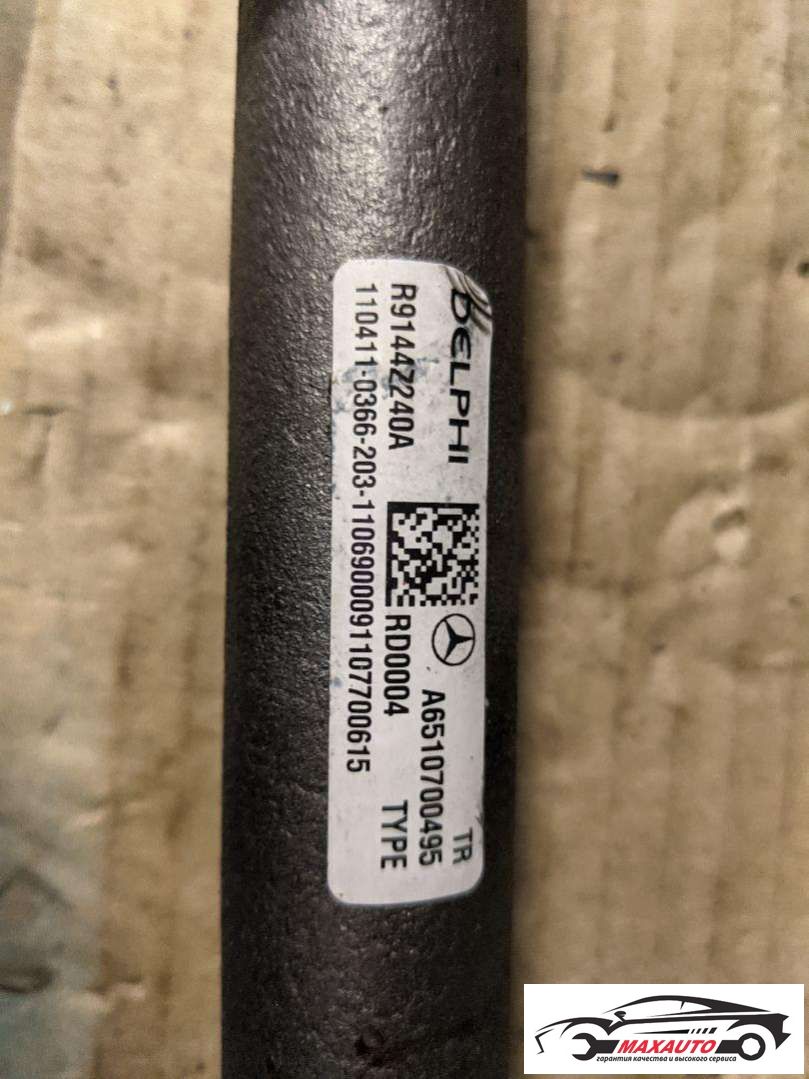 DELPHI
TR
A6510700495
R9144Z240A
RD0004
TYPE
110411-0366-203-1106900091107700615
MAXAUTO
гарантия качества и высокого сервиса